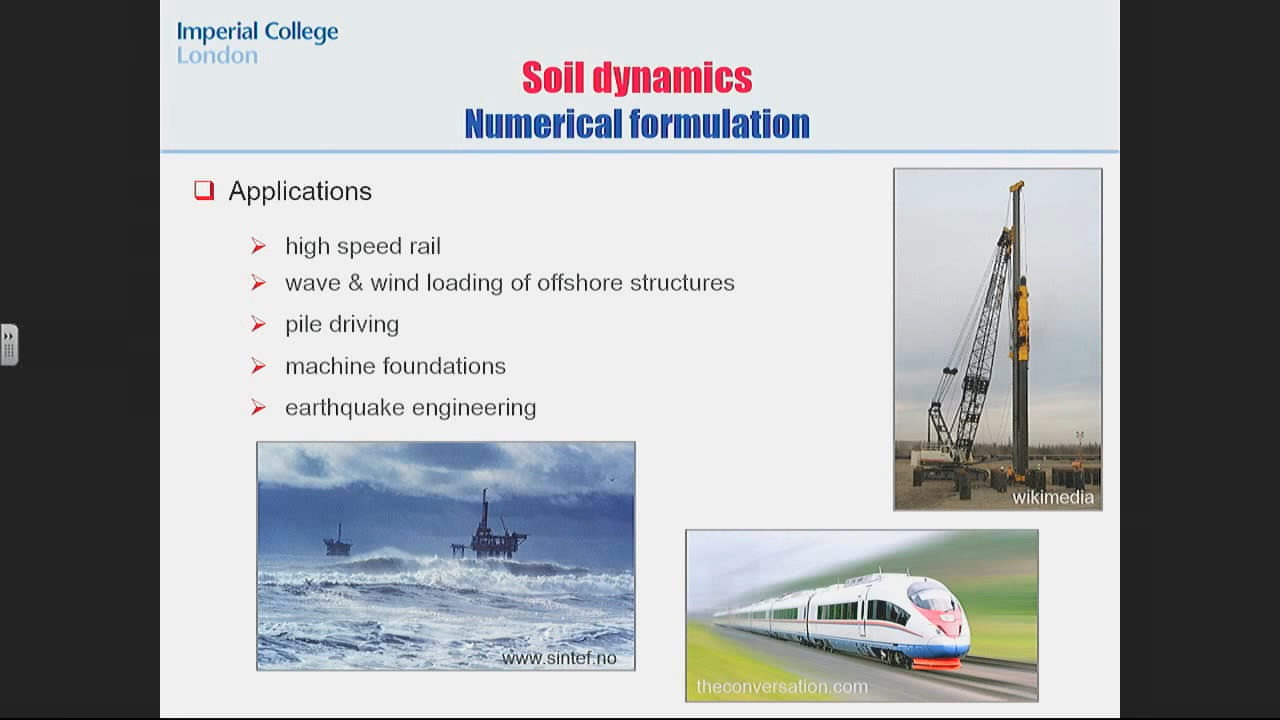 Imperial College
London
Soil dynamics
Numerical formulation
Applications
high speed rail
wave & wind loading of offshore structures
pile driving
machine foundations
earthquake engineering
wikimedia
www.sintef.no
theconversation.com